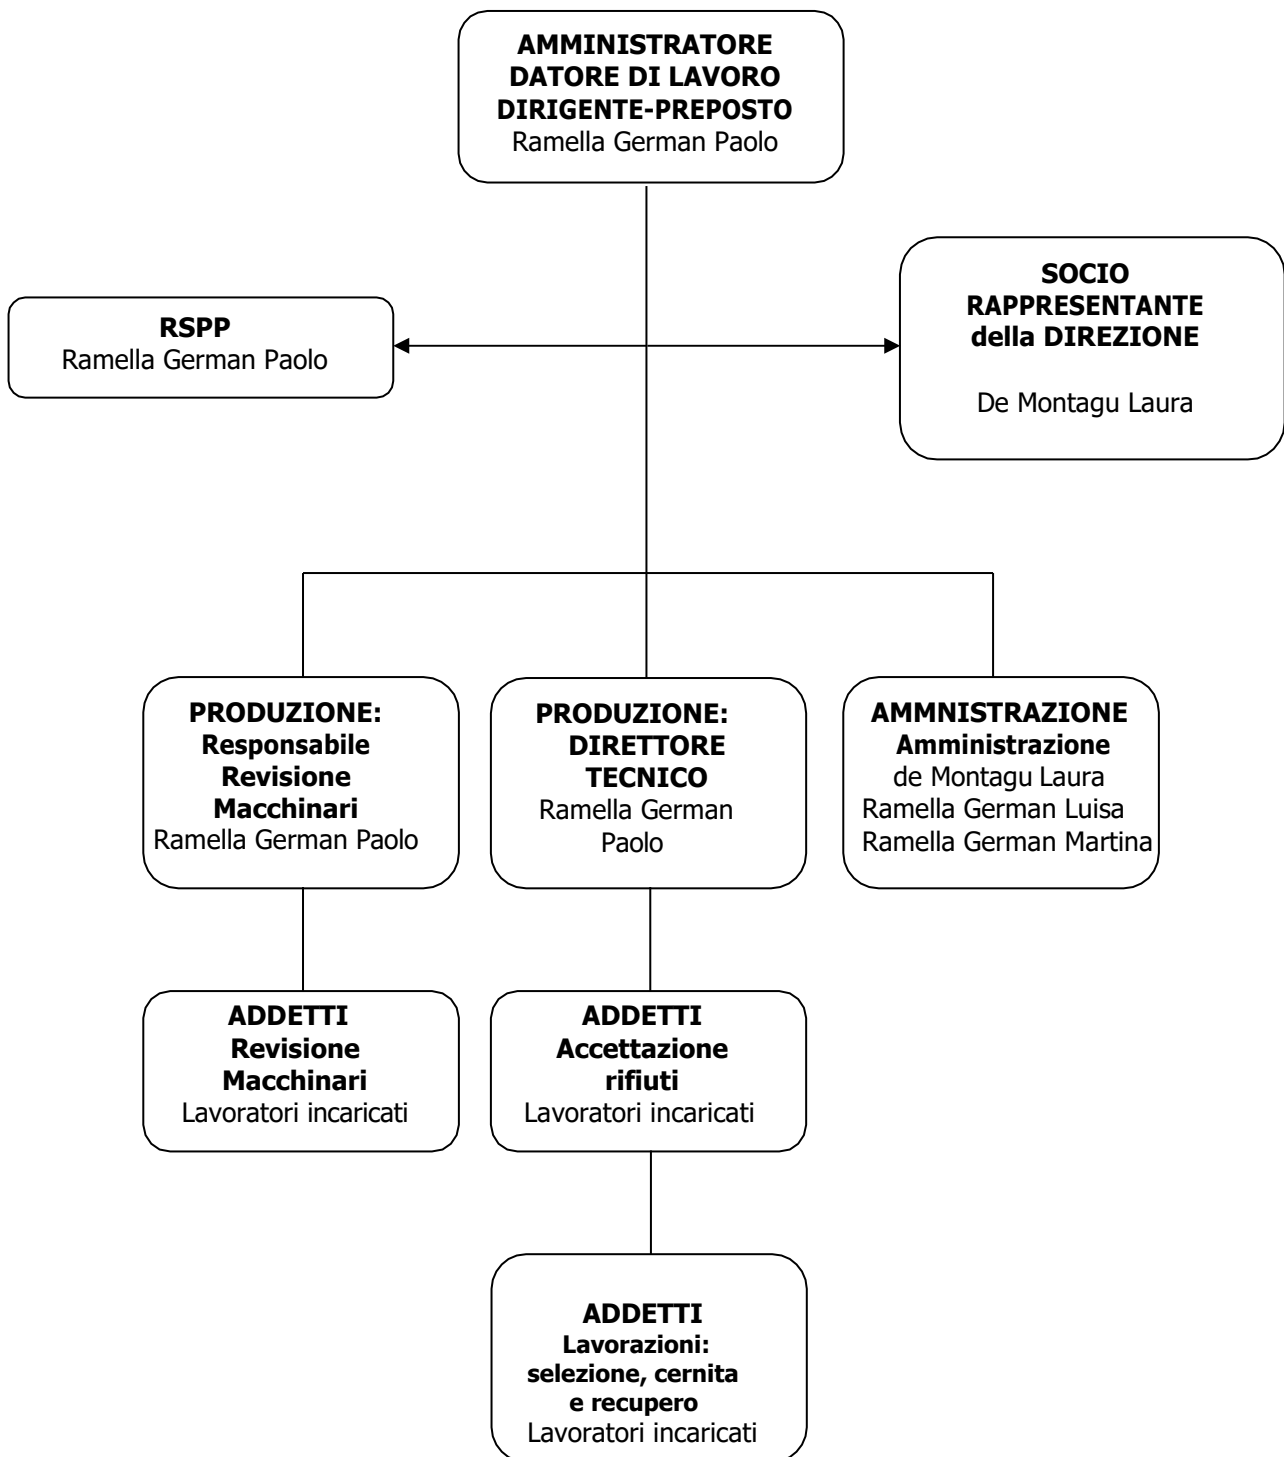 AMMINISTRATORE
DATORE DI LAVORO
DIRIGENTE-PREPOSTO
Ramella German Paolo
RSPP
Ramella German Paolo
SOCIO
RAPPRESENTANTE
della DIREZIONE
De Montagu Laura
PRODUZIONE:
Responsabile
Revisione
Macchinari
Ramella German Paolo
PRODUZIONE:
DIRETTORE
TECNICO
Ramella German
Paolo
AMMNISTRAZIONE
Amministrazione
de Montagu Laura
Ramella German Luisa
Ramella German Martina
ADDETTI
Revisione
Macchinari
Lavoratori incaricati
ADDETTI
Accettazione
rifiuti
Lavoratori incaricati
ADDETTI
Lavorazioni:
selezione, cernita
e recupero
Lavoratori incaricati